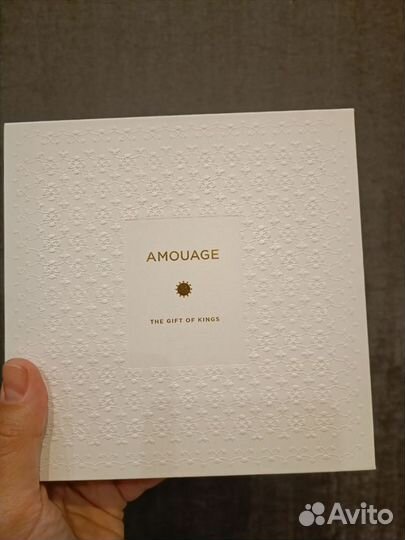 AMOUAGE
THE GIFT OF KINGS
Avito